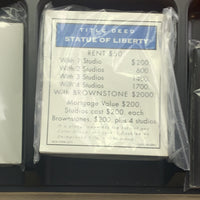 TITLE DEED
STATUE OF LIBERTY
RENT $50
With 1 Studio $200
With 2 Studios 600
With 3 Studios 1400
With 4 Studios 1700
With BROWNSTONE $2000
Mortgage Value $200
Studios cost $200. each
Brownstones, $200. plus 4 studios